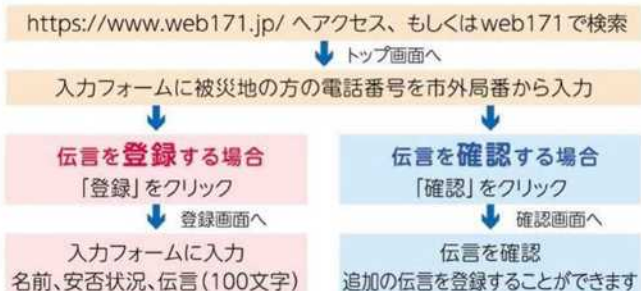 https://www.web171.jp/ へアクセス、もしくはweb171で検索
トップ画面へ
入力フォームに被災地の方の電話番号を市外局番から入力
伝言を登録する場合
「登録」をクリック
登録画面へ
入力フォームに入力
名前、安否状況、伝言(100文字)
伝言を確認する場合
「確認」をクリック
確認画面へ
伝言を確認
追加の伝言を登録することができます